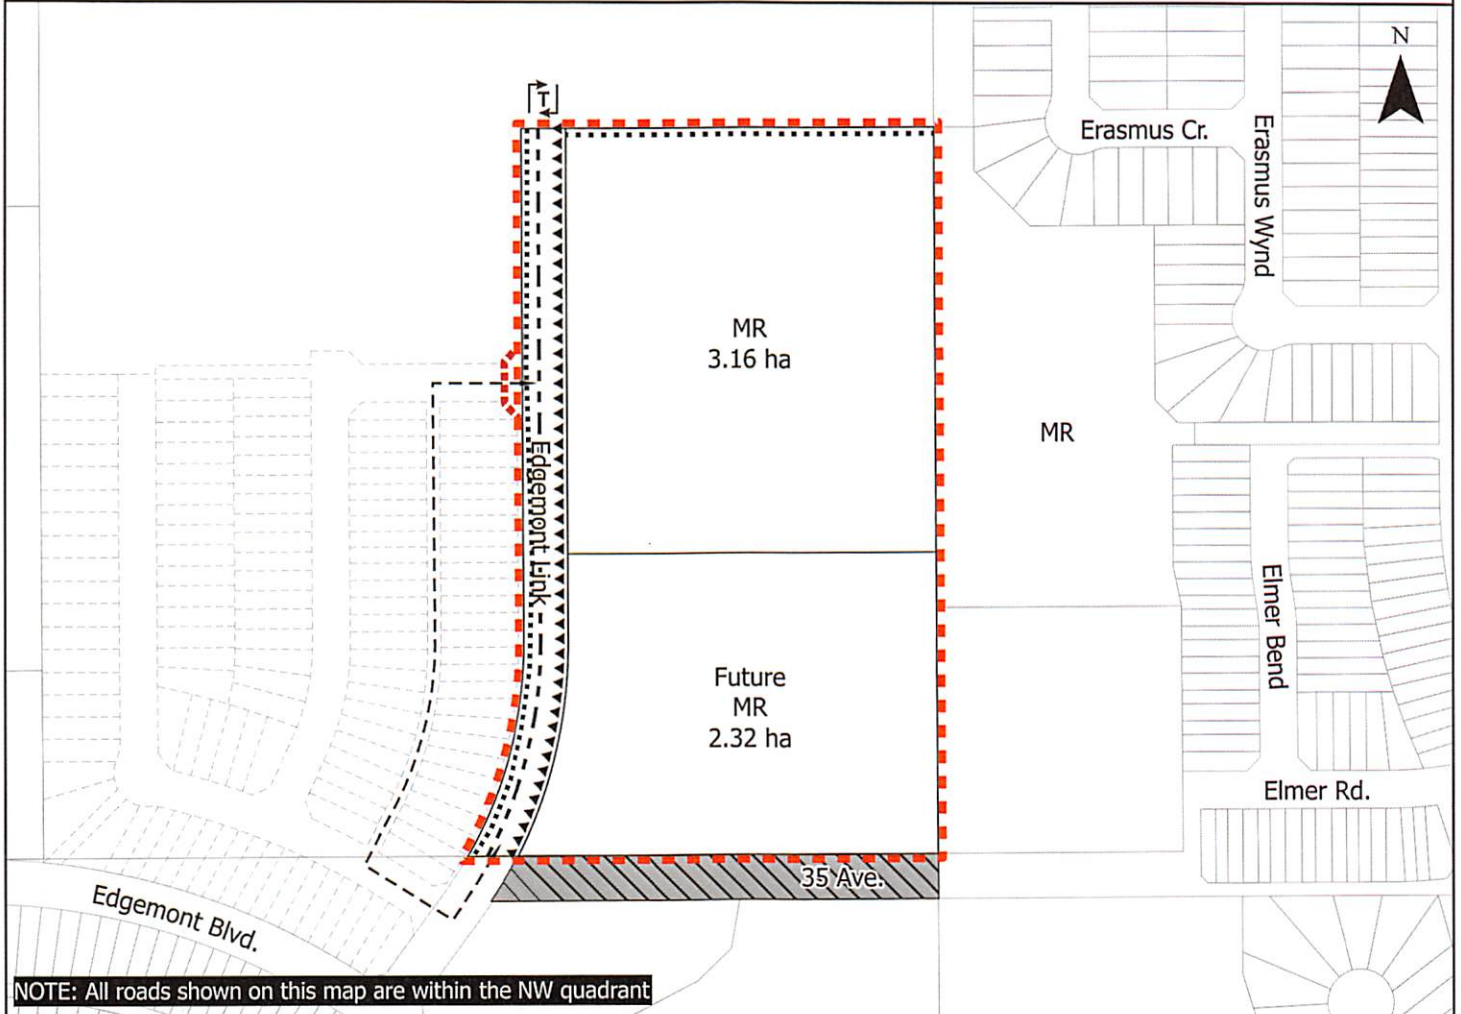 N
T
Erasmus Cr.
Erasmus Wynd
MR
3.16 ha
MR
Edgemont Link
Future
MR
2.32 ha
Elmer Bend
Elmer Rd.
35 Ave.
Edgemont Blvd.
NOTE: All roads shown on this map are within the NW quadrant